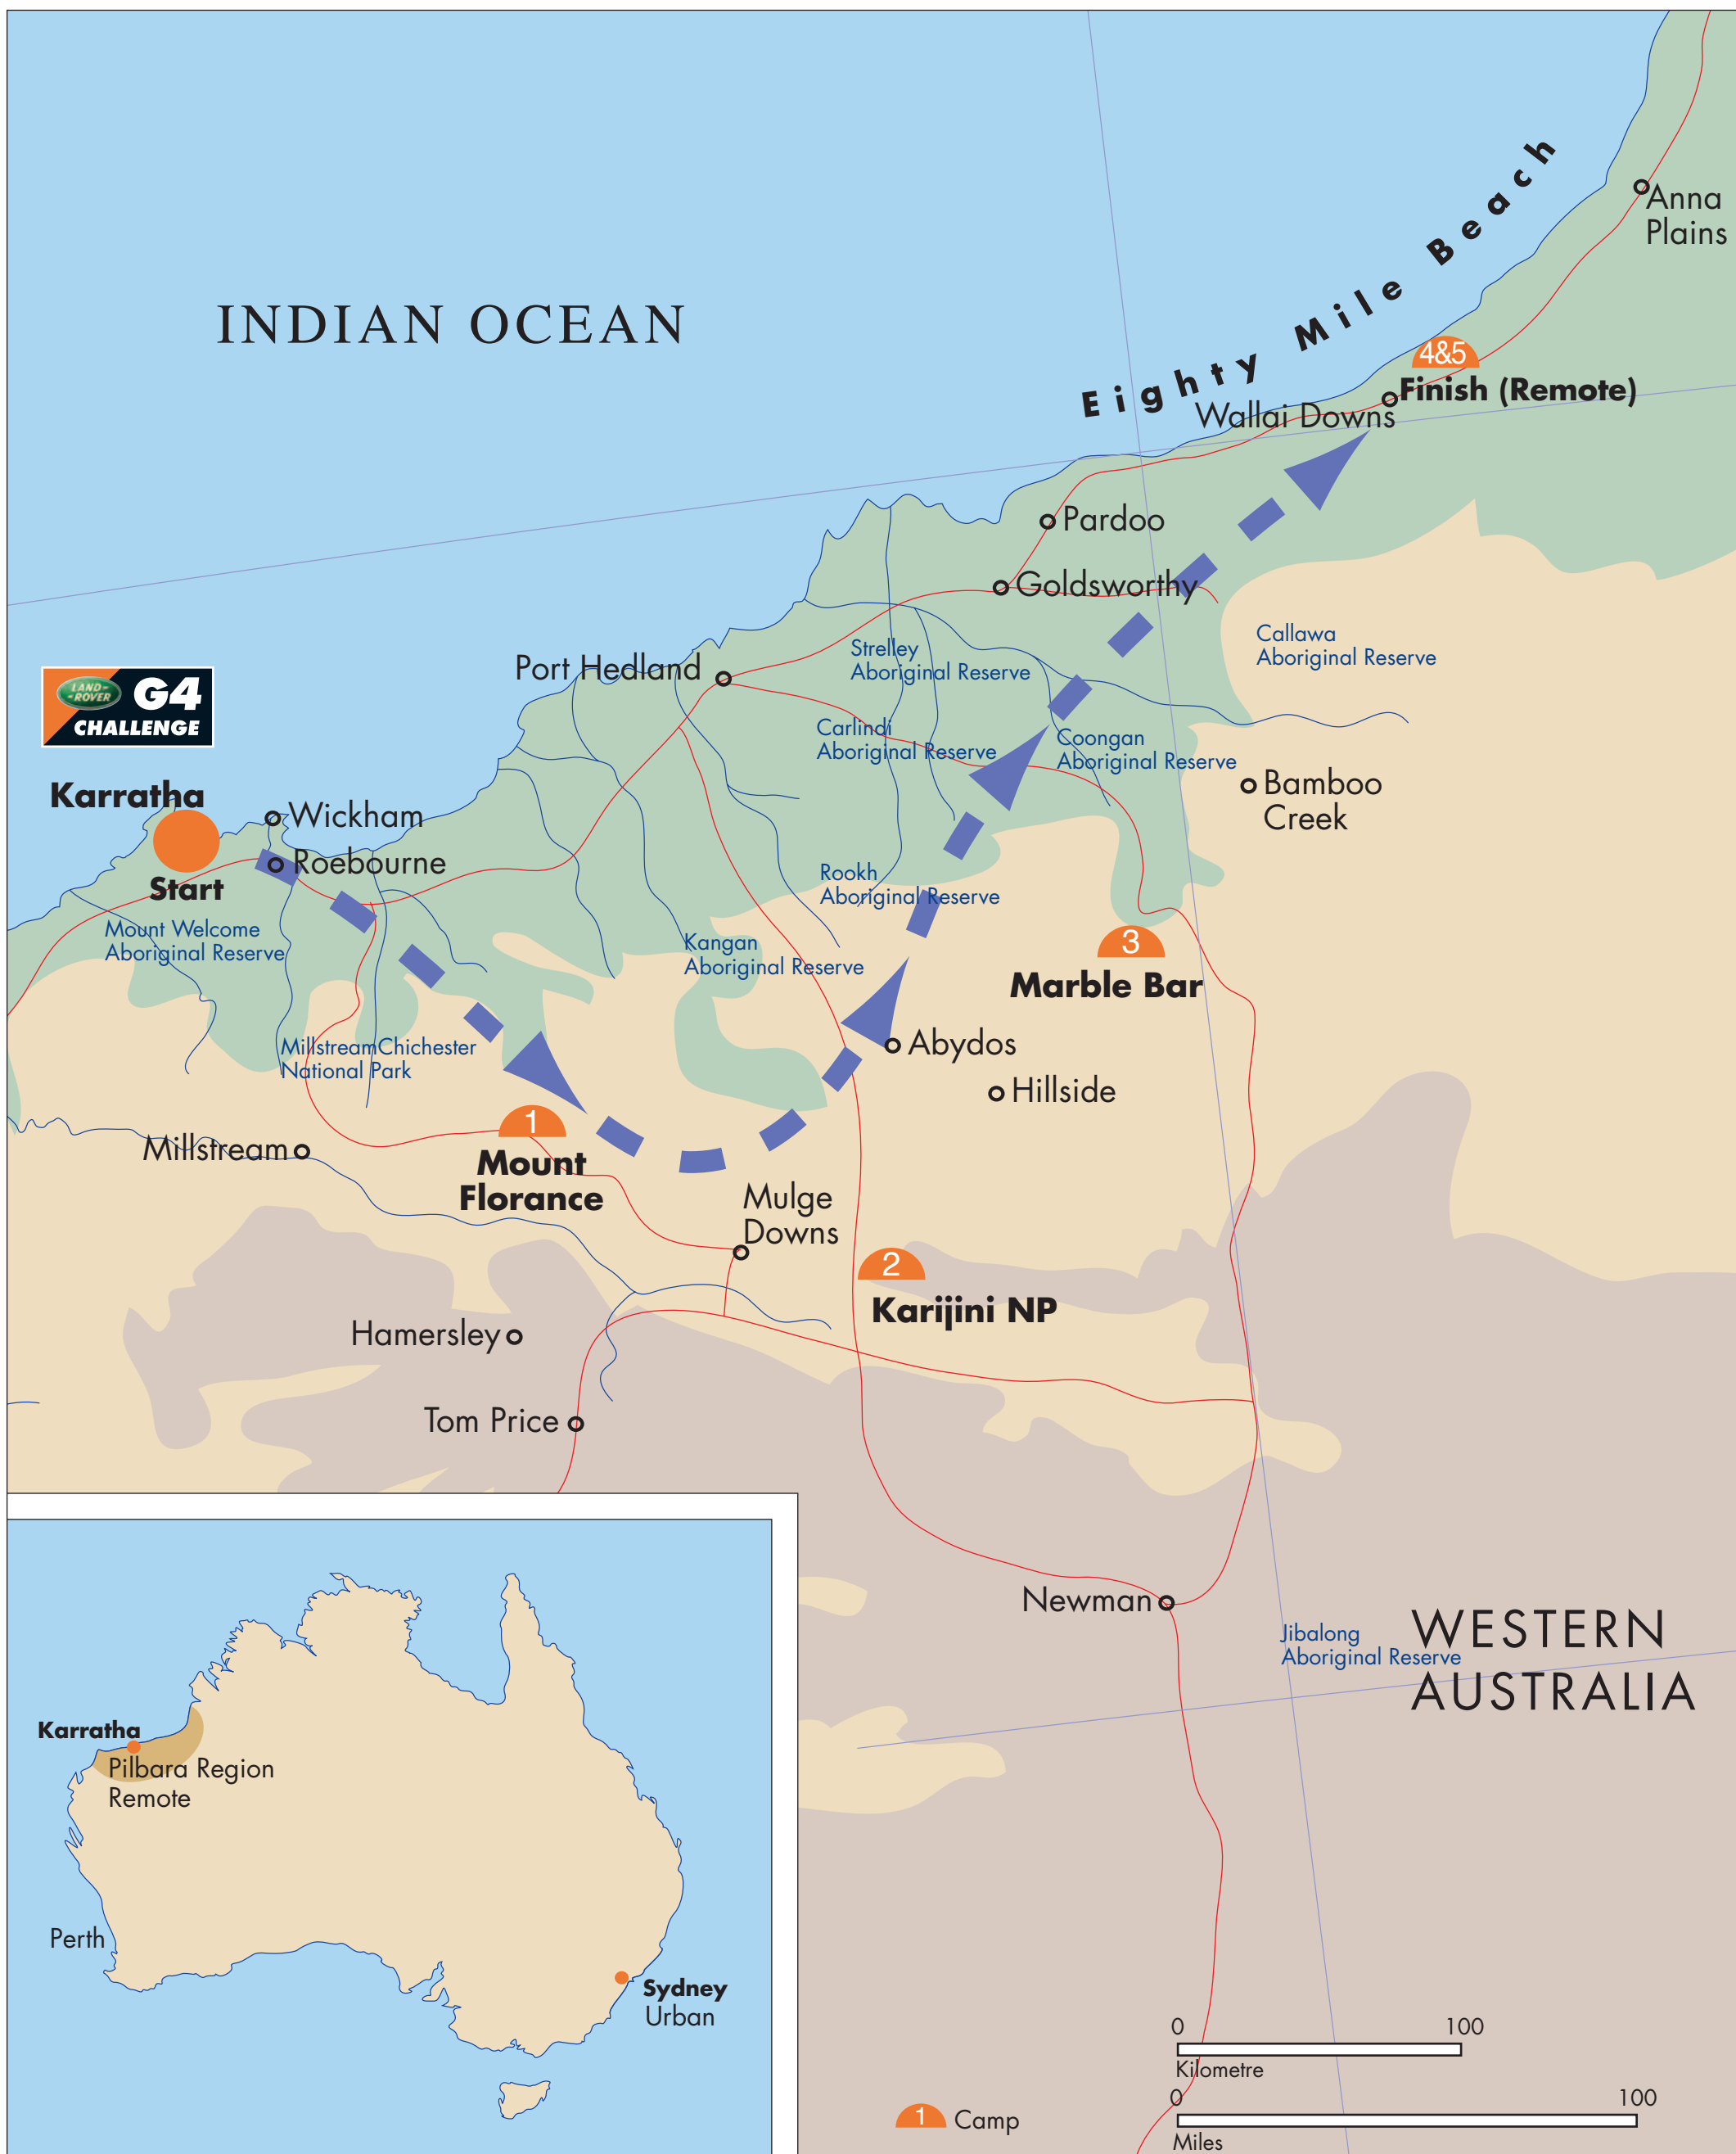 Eighty Mile Beach
Anna
Plains
INDIAN OCEAN
4&5
Finish (Remote)
Wallai Downs
Pardoo
Goldsworthy
Callawa
Aboriginal Reserve
Strelley
Aboriginal Reserve
Port Hedland
LAND-
-ROVER
G4
CHALLENGE
Carlindi
Aboriginal Reserve
Coongan
Aboriginal Reserve
Bamboo
Creek
Karratha
Wickham
Roebourne
Start
Rookh
Aboriginal Reserve
Mount Welcome
Aboriginal Reserve
Kangan
Aboriginal Reserve
3
Marble Bar
MillstreamChichester
National Park
Abydos
Hillside
1
Millstream
Mount
Florance
Mulge
Downs
2
Karijini NP
Hamersley
Tom Price
Newman
Jibalong
Aboriginal Reserve
WESTERN
AUSTRALIA
Karratha
Pilbara Region
Remote
Perth
Sydney
Urban
0 100
Kilometre
0 100
Miles
1 Camp